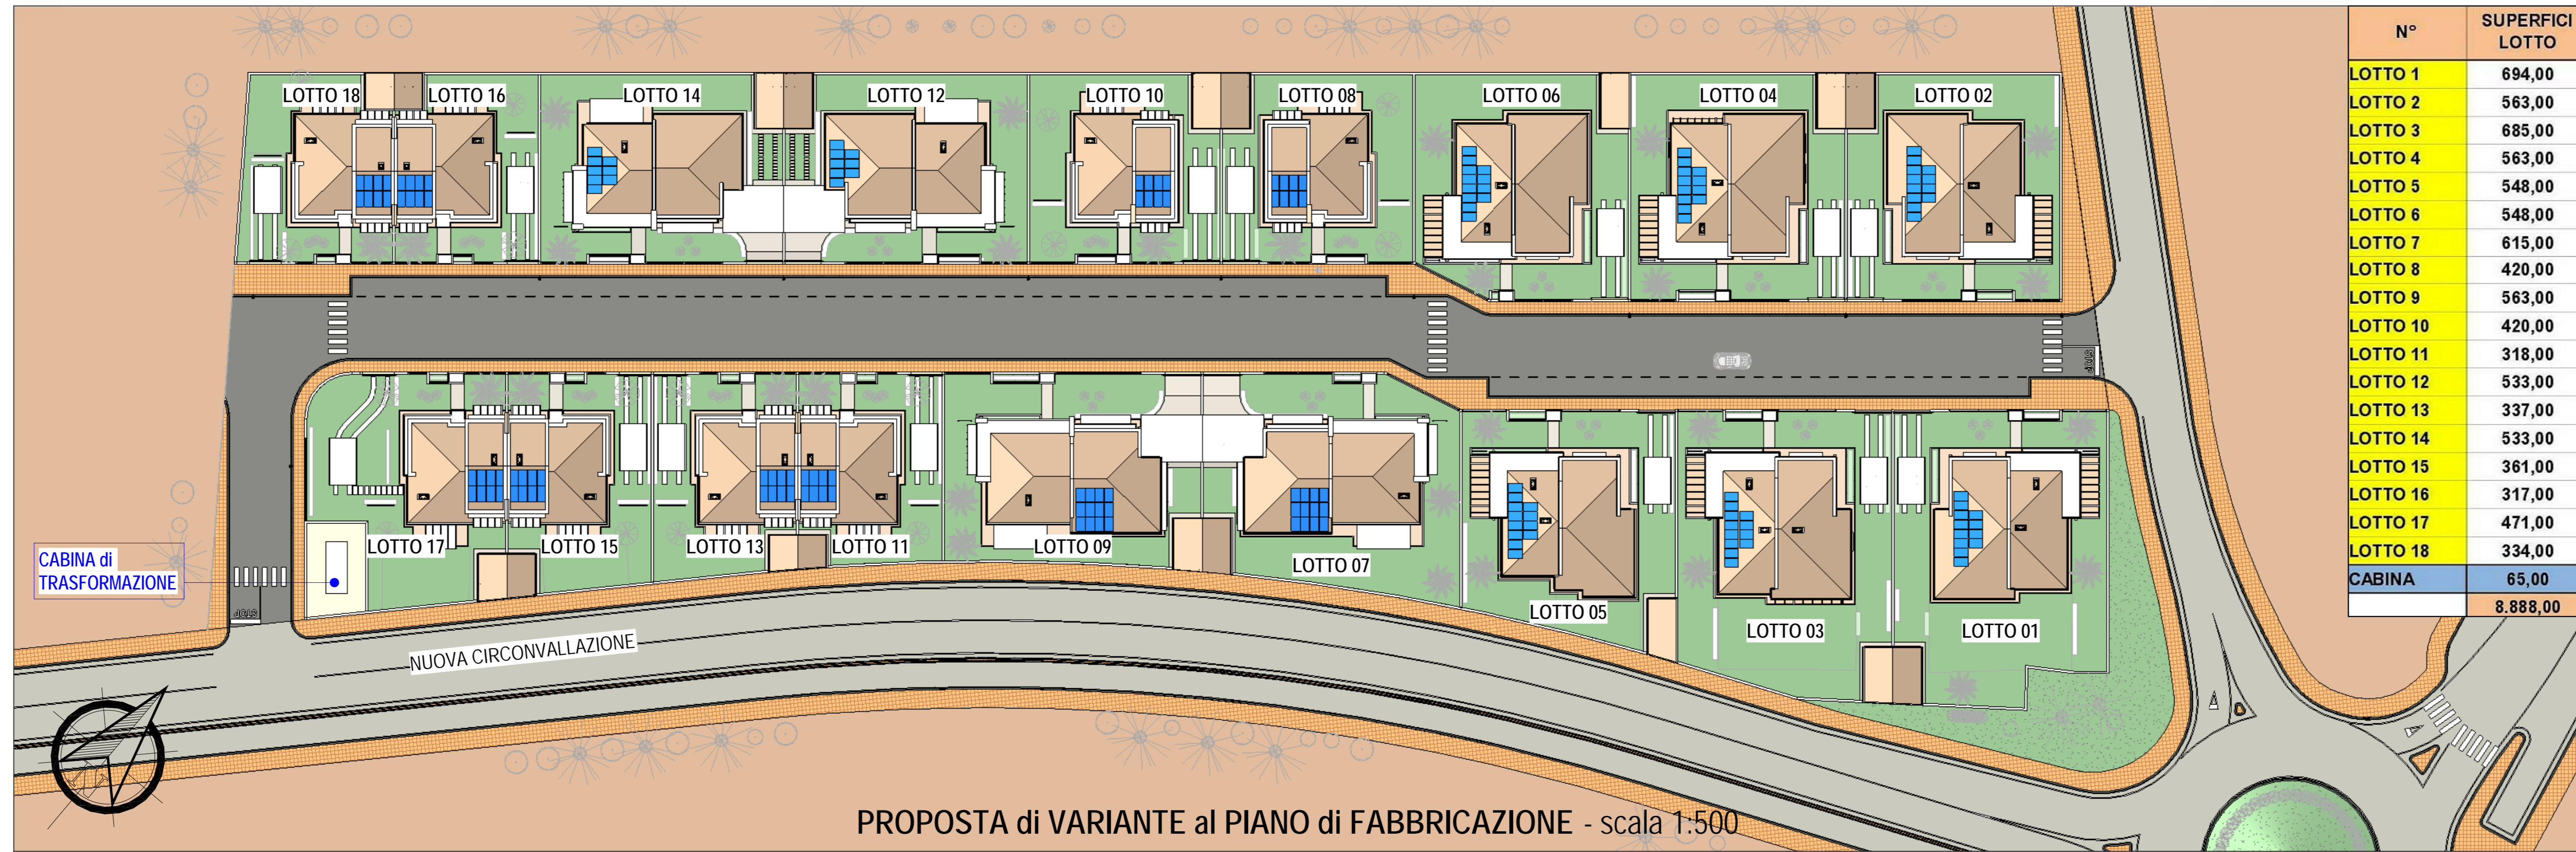 LOTTO 18
LOTTO 16
LOTTO 14
LOTTO 12
LOTTO 10
LOTTO 08
LOTTO 06
LOTTO 04
LOTTO 02
STOP
LOTTO 17
LOTTO 15
LOTTO 13
LOTTO 11
LOTTO 09
LOTTO 07
LOTTO 05
LOTTO 03
LOTTO 01
CABINA di
TRASFORMAZIONE
STOP
NUOVA CIRCONVALLAZIONE
PROPOSTA di VARIANTE al PIANO di FABBRICAZIONE - scala 1:500
N° SUPERFICI
LOTTO
LOTTO 1 694,00
LOTTO 2 563,00
LOTTO 3 685,00
LOTTO 4 563,00
LOTTO 5 548,00
LOTTO 6 548,00
LOTTO 7 615,00
LOTTO 8 420,00
LOTTO 9 563,00
LOTTO 10 420,00
LOTTO 11 318,00
LOTTO 12 533,00
LOTTO 13 337,00
LOTTO 14 533,00
LOTTO 15 361,00
LOTTO 16 317,00
LOTTO 17 471,00
LOTTO 18 334,00
CABINA 65,00
8.888,00